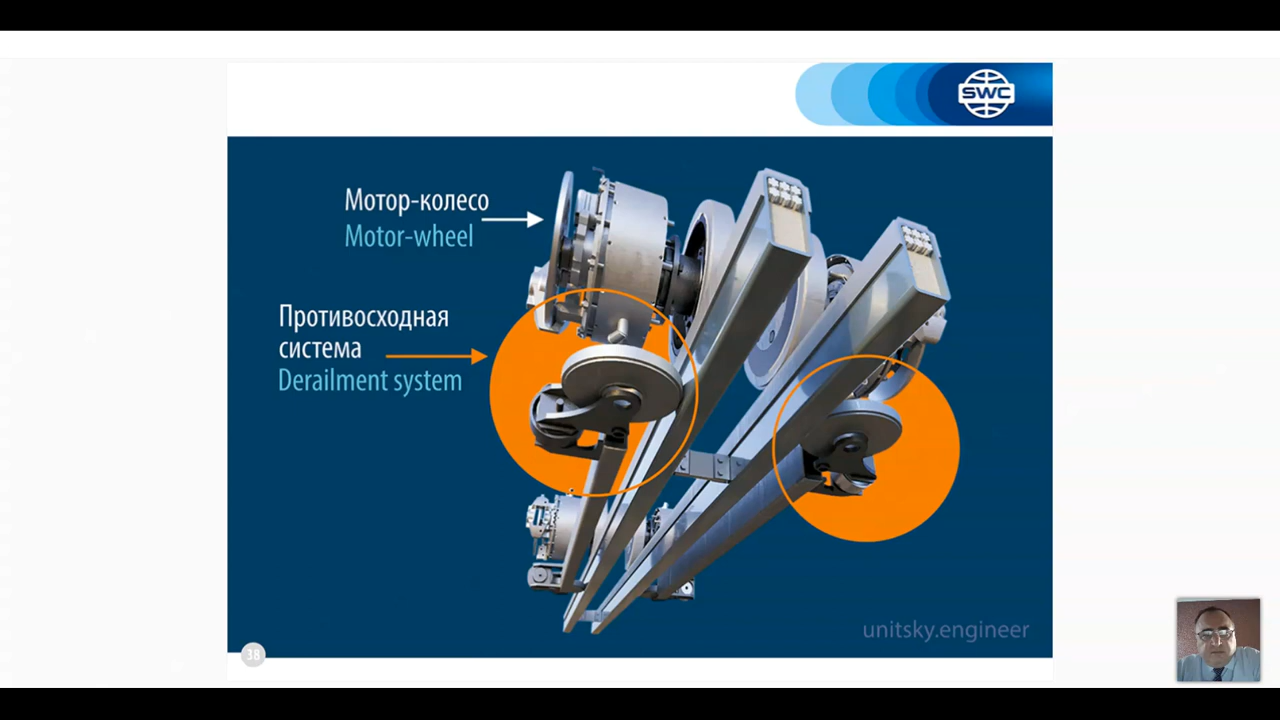 SWC
Мотор-колесо
Motor-wheel
Противосходная
система
Derailment system
unitsky.engineer
38